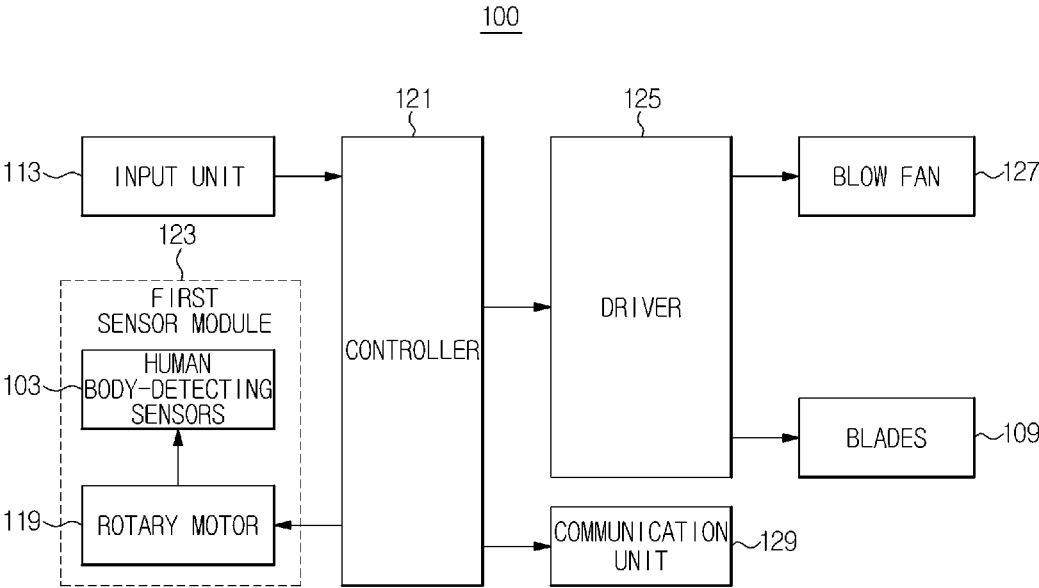 100
121
125
113
INPUT UNIT
BLOW FAN
127
123
FIRST
SENSOR MODULE
DRIVER
CONTROLLER
103
HUMAN
BODY-DETECTING
SENSORS
BLADES
109
119
ROTARY MOTOR
COMMUNICATION
UNIT
129